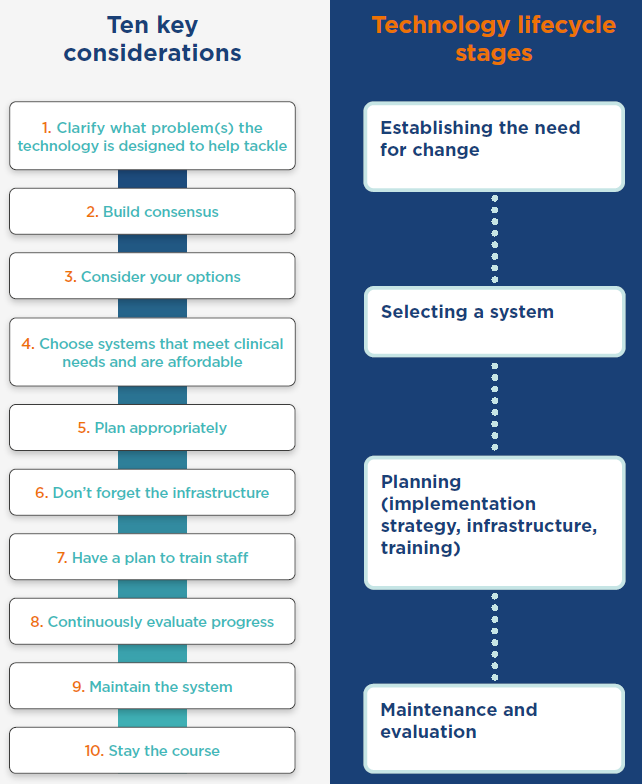 Ten key
considerations
1. Clarify what problem(s) the
technology is designed to help tackle
2. Build consensus
3. Consider your options
4. Choose systems that meet clinical
needs and are affordable
5. Plan appropriately
6. Don’t forget the infrastructure
7. Have a plan to train staff
8. Continuously evaluate progress
9. Maintain the system
10. Stay the course
Technology lifecycle
stages
Establishing the need
for change
Selecting a system
Planning
(implementation
strategy, infrastructure,
training)
Maintenance and
evaluation